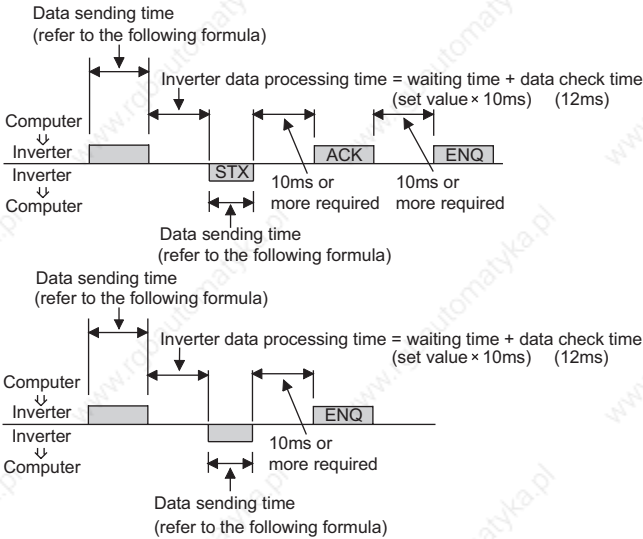 Data sending time
(refer to the following formula)
Inverter data processing time = waiting time + data check time
(set value × 10ms) (12ms)
Computer
⇓
Inverter
ACK
ENQ
Inverter
⇓
Computer
STX
10ms or
more required
10ms or
more required
Data sending time
(refer to the following formula)
Data sending time
(refer to the following formula)
Inverter data processing time = waiting time + data check time
(set value × 10ms) (12ms)
Computer
⇓
Inverter
ENQ
Inverter
⇓
Computer
10ms or
more required
Data sending time
(refer to the following formula)